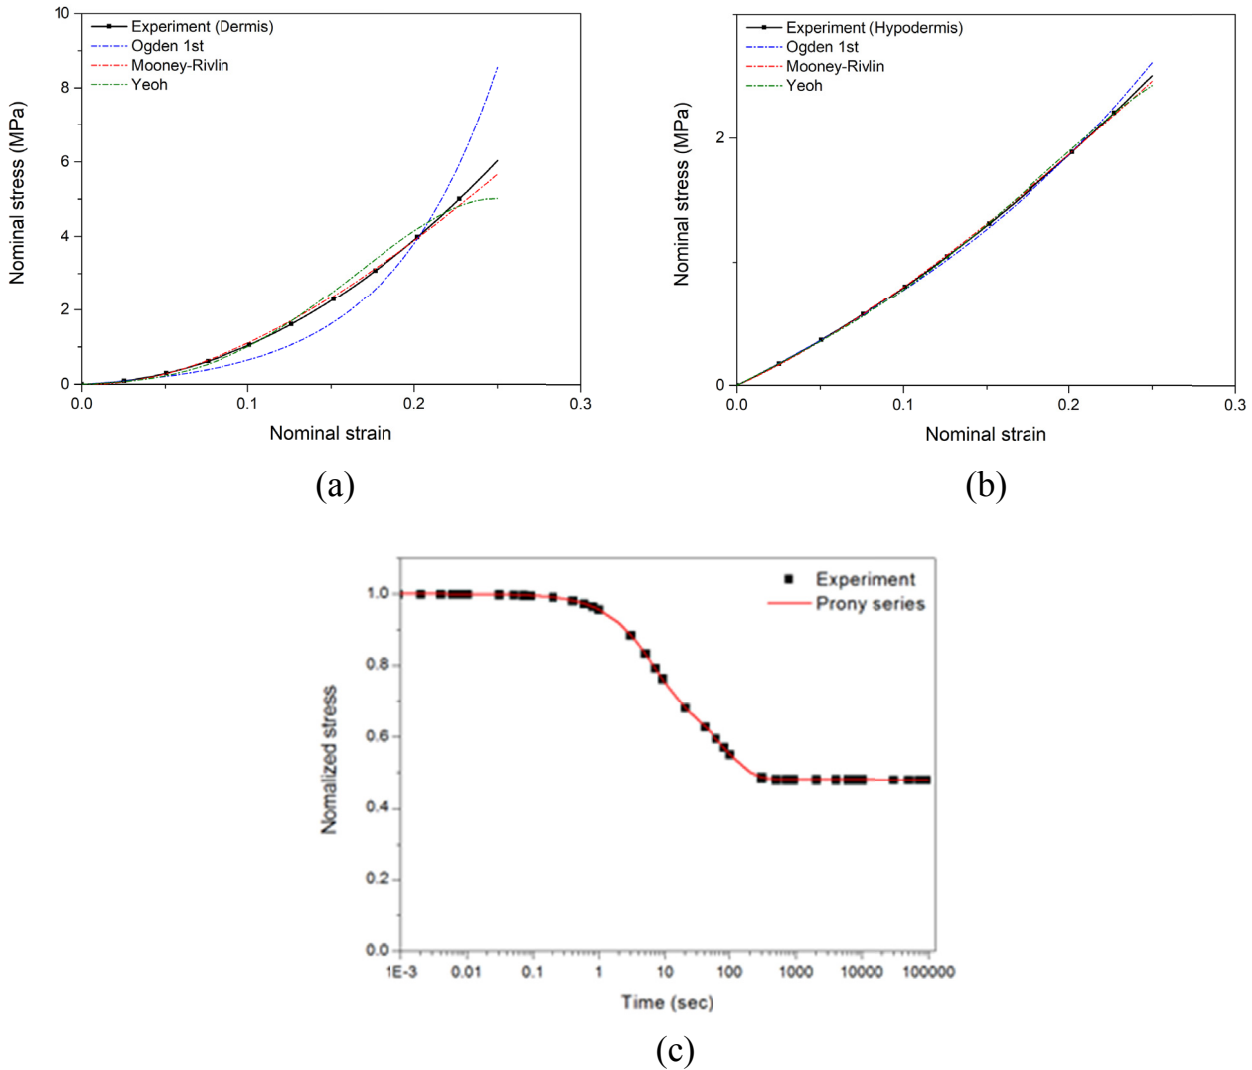 10
8
6
4
2
0
Nominal stress (MPa)
Experiment (Dermis)
Ogden 1st
Mooney-Rivlin
Yeoh
0.0
0.1
0.2
0.3
Nominal strain
(a)
2
0
Nominal stress (MPa)
Experiment (Hypodermis)
Ogden 1st
Mooney-Rivlin
Yeoh
0.0
0.1
0.2
0.3
Nominal strain
(b)
1.0
0.8
0.6
0.4
0.2
0.0
Nomalized stress
Experiment
Prony series
1E-3
0.01
0.1
1
10
100
1000
10000
100000
Time (sec)
(c)